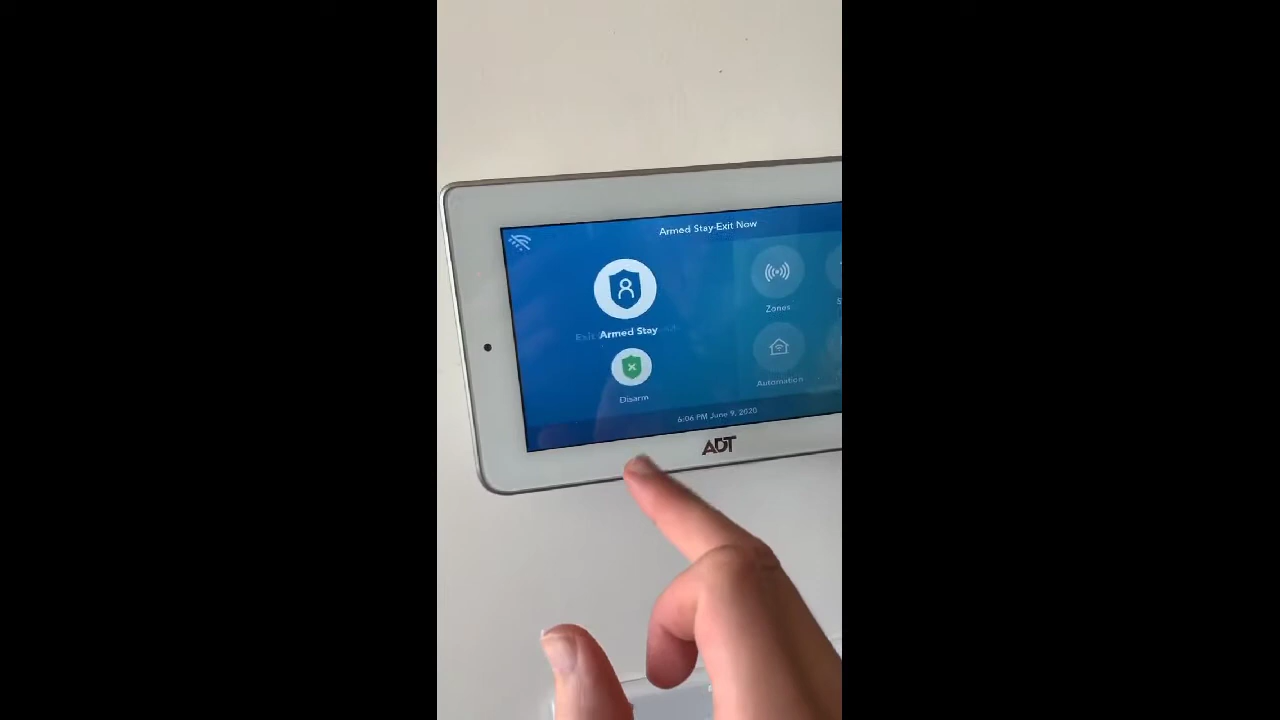 Armed Stay-Exit Now
Armed Stay
Zones
Disarm
Automation
6:06 PM June 9, 2020
ADT